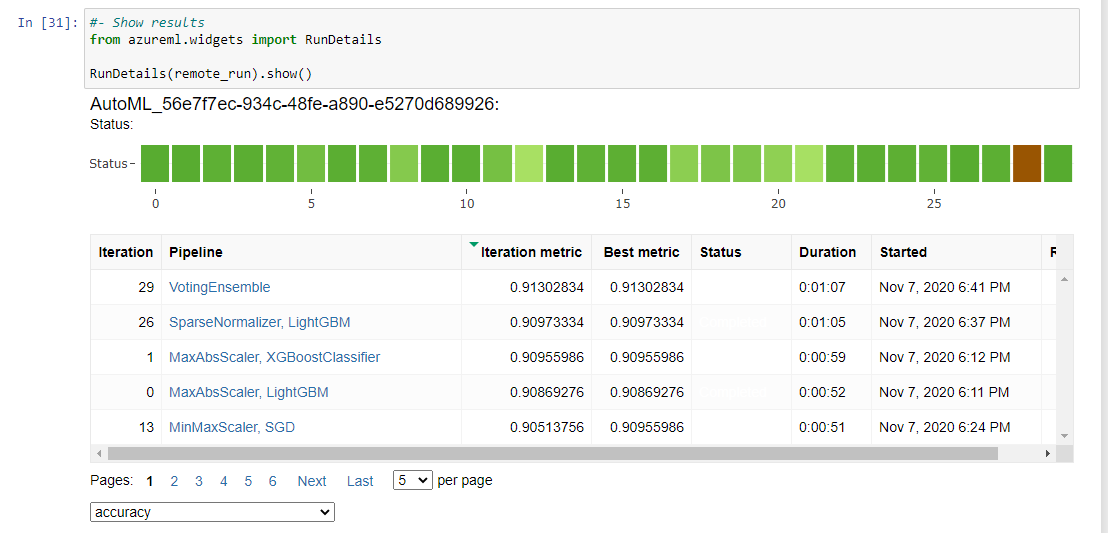 In [31]:
#- Show results
from azureml.widgets import RunDetails
RunDetails(remote_run).show()
AutoML_56e7f7ec-934c-48fe-a890-e5270d689926:
Status:
Status
0 5 10 15 20 25
Iteration Pipeline Iteration metric Best metric Status Duration Started
29 VotingEnsemble 0.91302834 0.91302834 0:01:07 Nov 7, 2020 6:41 PM
26 SparseNormalizer, LightGBM 0.90973334 0.90973334 0:01:05 Nov 7, 2020 6:37 PM
1 MaxAbsScaler, XGBoostClassifier 0.90955986 0.90955986 0:00:59 Nov 7, 2020 6:12 PM
0 MaxAbsScaler, LightGBM 0.90869276 0.90869276 0:00:52 Nov 7, 2020 6:11 PM
13 MinMaxScaler, SGD 0.90513756 0.90955986 0:00:51 Nov 7, 2020 6:24 PM
Pages: 1 2 3 4 5 6 Next Last 5 per page
accuracy